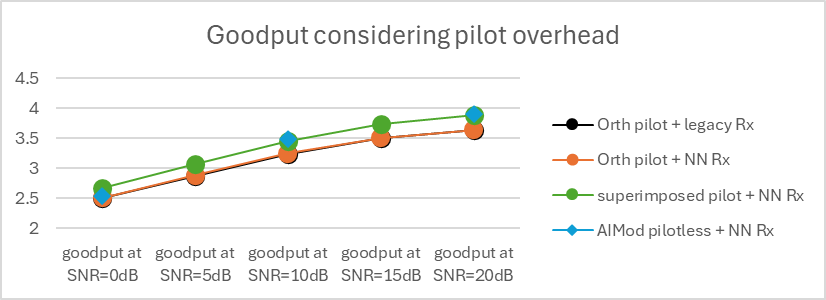 Goodput considering pilot overhead
4.5
4
3.5
3
2.5
2
goodput at SNR=0dB
goodput at SNR=5dB
goodput at SNR=10dB
goodput at SNR=15dB
goodput at SNR=20dB
Orth pilot + legacy Rx
Orth pilot + NN Rx
superimposed pilot + NN Rx
AIMod pilotless + NN Rx